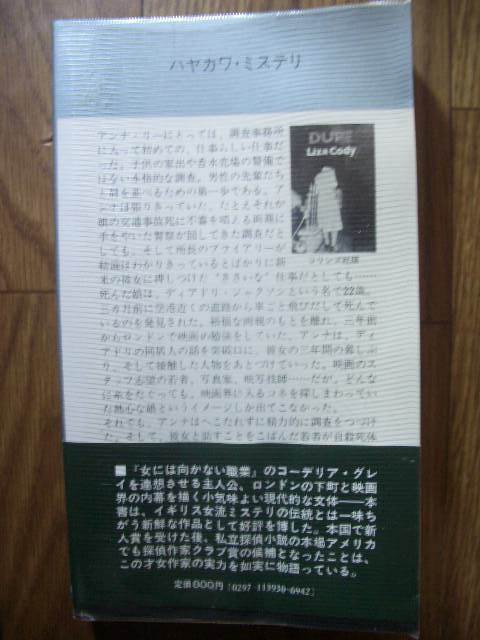 ハヤカワ・ミステリ
DUPE
Liza Cody
コリンズ社版
アンナ・リーにとっては、調査事務所
に入って初めての、仕事らしい仕事だ
った。子供の家出や香水売場の警備で
はない本格的な調査。男性の先輩たち
と肩を並べるための第一歩である。ア
ンナは張りきっていた。たとえそれが
娘の交通事故死に不審を唱える両親に
手をやいた警察が回してきた調査だと
しても、そして所長のブライアリーが
結論はわかりきっているとばかりに新
米の彼女に押しつけた"ささいな"仕事だとしても……
死んだ娘は、ディアドリ・ジャクソンという名で22歳。
三カ月前に空港近くの道路から車ごと飛びだして死んで
いるのを発見された。裕福な両親のもとを離れ、三年前
からロンドンで映画の勉強をしていた。アンナは、ディ
アドリの同居人の話を突破口に、彼女の三年間の暮しぶ
り、そして接触した人物をあとづけていった。映画のス
タッフ志望の若者、写真家、映写技師……だが、どんな
に糸をたぐっても、映画界に入るコネを探しまわってい
た熱心な娘というイメージしか出てこなかった。
それでも、アンナはへこたれずに精力的に調査をつづけ
た。そして、彼女と話すことをこばんだ若者が自殺死体
■『女には向かない職業』のコーデリア・グレ
イを連想させる主人公、ロンドンの下町と映画
界の内幕を描く小気味よい現代的な文体――本
書は、イギリス女流ミステリの伝統とは一味ち
がう新鮮な作品として好評を博した。本国で新
人賞を受けた後、私立探偵小説の本場アメリカ
でも探偵作家クラブ賞の候補となったことは、
この才女作家の実力を如実に物語っている。
定価800円〔0297-113930-6942〕